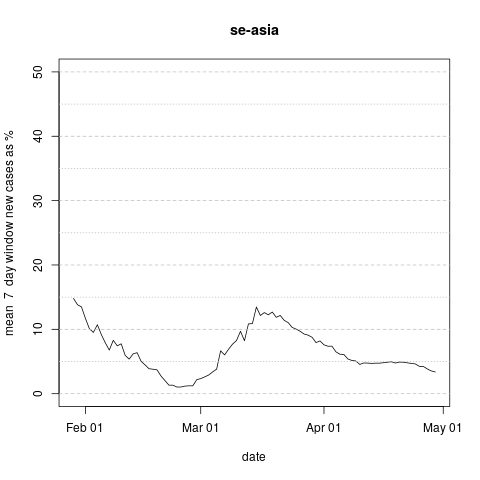 se-asia
mean 7 day window new cases as %
50
40
30
20
10
0
Feb 01
Mar 01
Apr 01
May 01
date